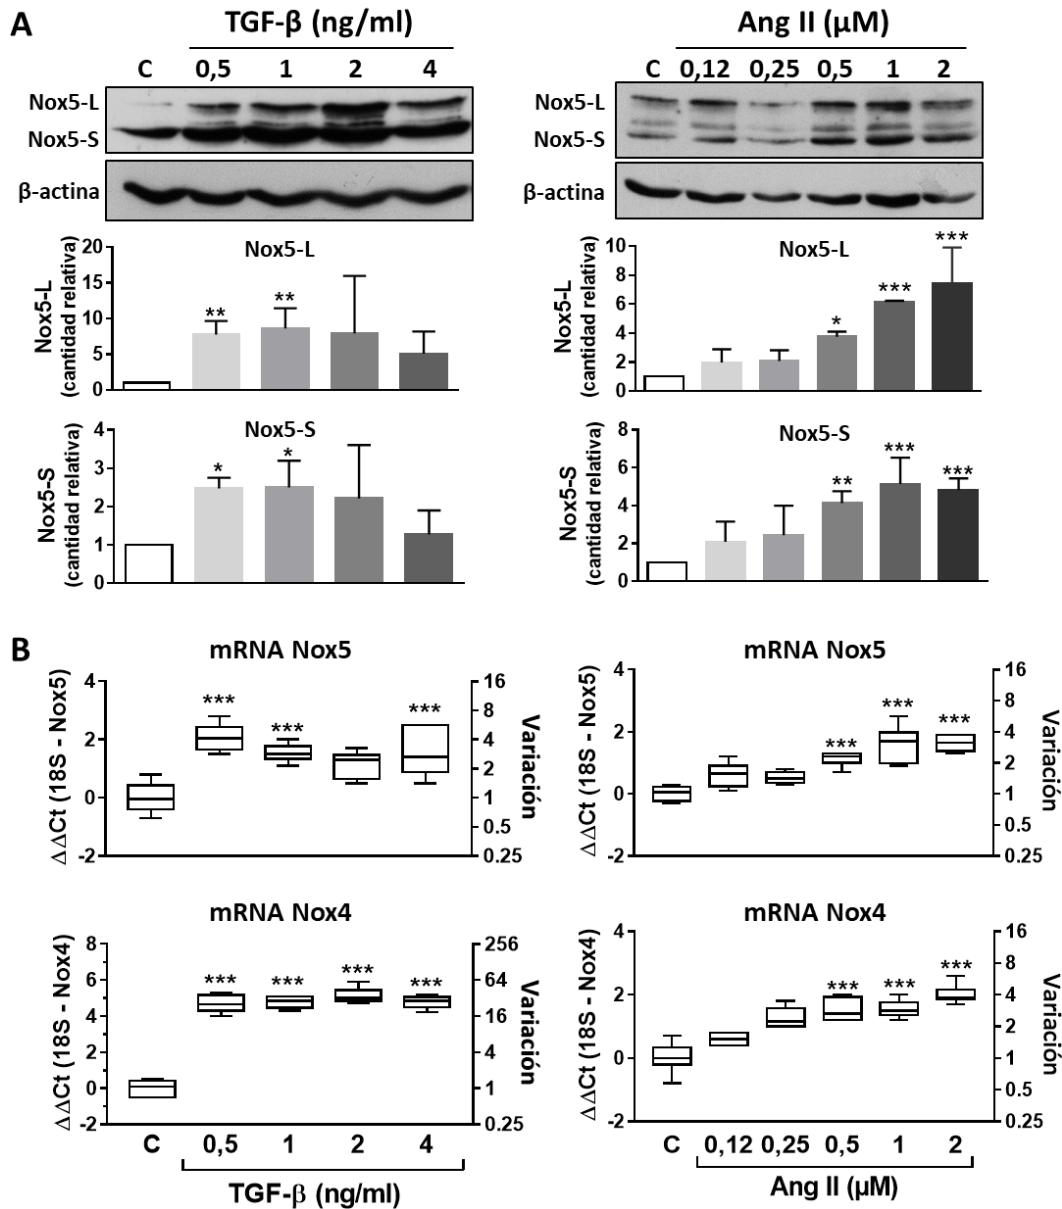 A
TGF-β (ng/ml)
C 0,5 1 2 4
Nox5-L
Nox5-S
β-actina
Ang II (µM)
C 0,12 0,25 0,5 1 2
Nox5-L
Nox5-S
β-actina
Nox5-L
Nox5-L
(cantidad relativa)
20
15
10
5
0
** **
Nox5-L
Nox5-L
(cantidad relativa)
10
8
6
4
2
0
* *** ***
Nox5-S
Nox5-S
(cantidad relativa)
4
3
2
1
0
* *
Nox5-S
Nox5-S
(cantidad relativa)
8
6
4
2
0
** *** ***
B
mRNA Nox5
ΔΔCt (18S - Nox5)
4
2
0
-2
*** *** ***
16
8
4
2
1
0.5
0.25
Variación
mRNA Nox5
ΔΔCt (18S - Nox5)
4
2
0
-2
*** *** ***
16
8
4
2
1
0.5
0.25
Variación
mRNA Nox4
ΔΔCt (18S - Nox4)
8
6
4
2
0
-2
*** *** *** ***
256
64
16
4
1
0.25
Variación
C 0,5 1 2 4
TGF-β (ng/ml)
mRNA Nox4
ΔΔCt (18S - Nox4)
4
2
0
-2
*** *** ***
16
8
4
2
1
0.5
0.25
Variación
C 0,12 0,25 0,5 1 2
Ang II (µM)